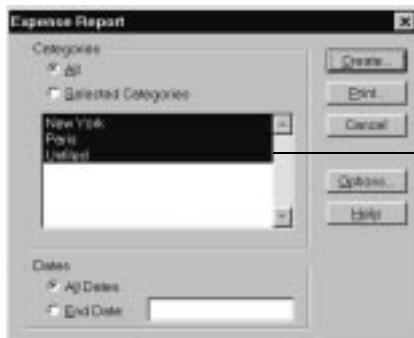 Expense Report
Categories
All
Selected Categories
New York
Paris
Unfiled
Dates
All Dates
End Date
Create...
Print...
Cancel
Options...
Help